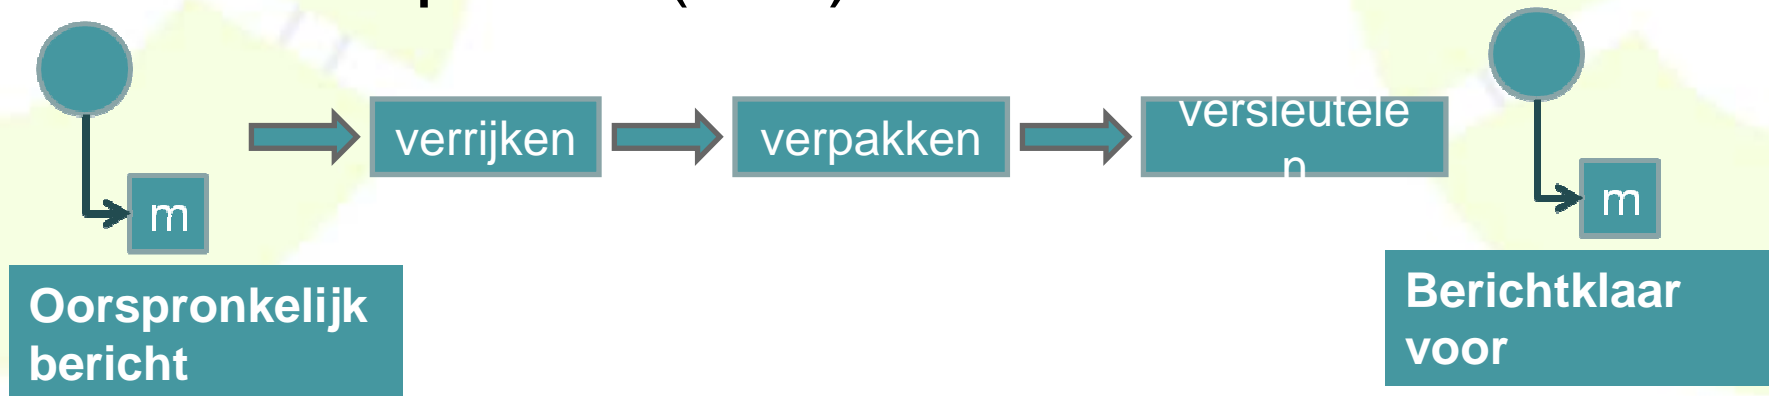 verrijken
verpakken
versleutele
n
m
m
Oorspronkelijk
bericht
Berichtklaar
voor